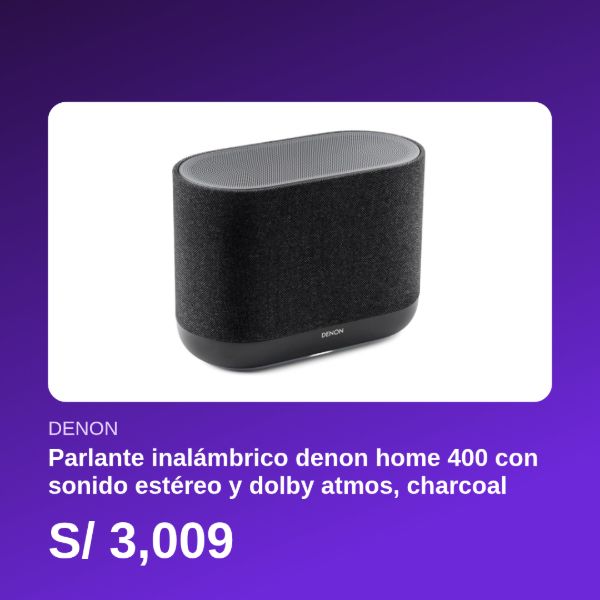 DENON
DENON
Parlante inalámbrico denon home 400 con
sonido estéreo y dolby atmos, charcoal
S/ 3,009